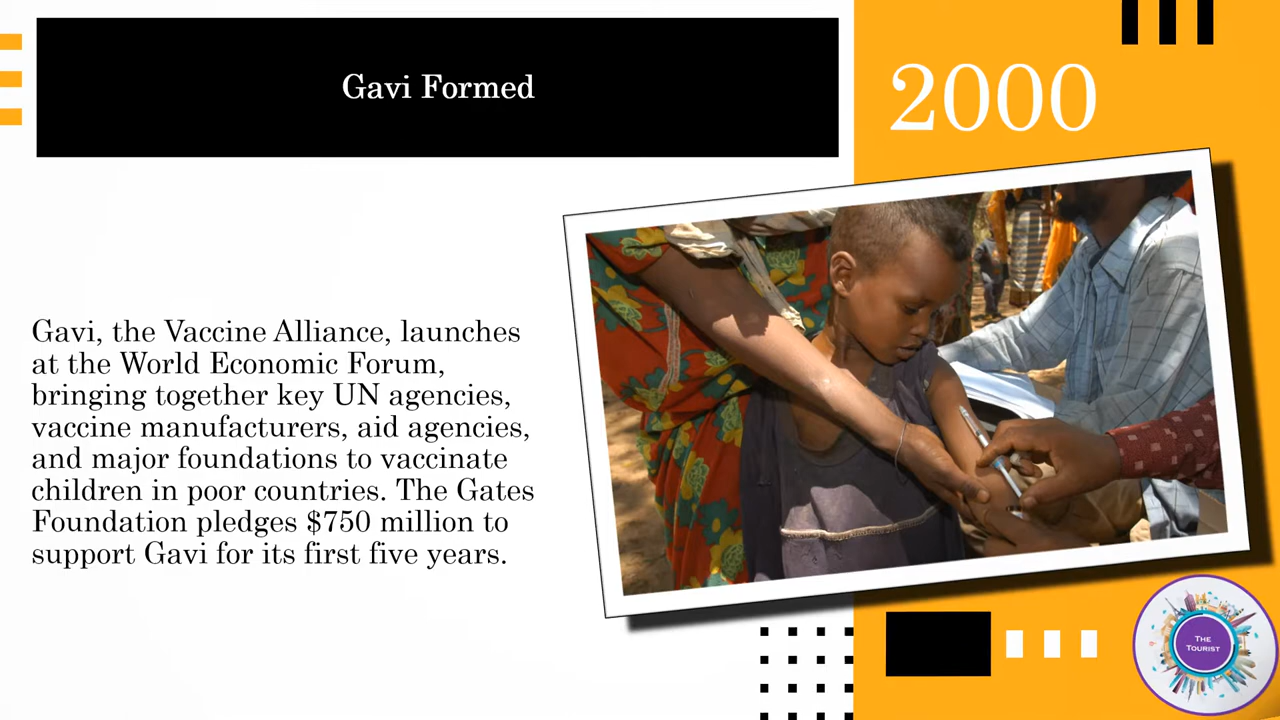 Gavi Formed
2000
Gavi, the Vaccine Alliance, launches
at the World Economic Forum,
bringing together key UN agencies,
vaccine manufacturers, aid agencies,
and major foundations to vaccinate
children in poor countries. The Gates
Foundation pledges $750 million to
support Gavi for its first five years.
THE
TOURIST